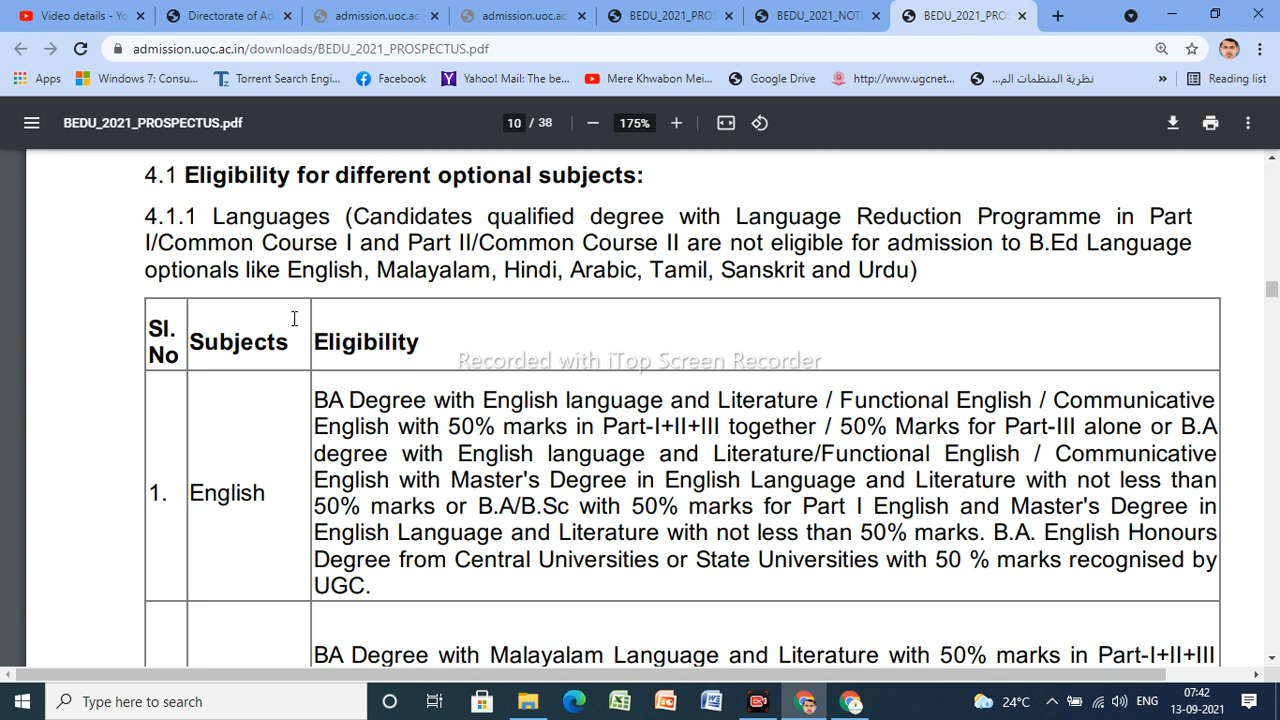 Video details - Yo
Directorate of Ad
admission.uoc.ac
admission.uoc.ac
BEDU_2021_PROS
BEDU_2021_NOT
BEDU_2021_PROS
admission.uoc.ac.in/downloads/BEDU_2021_PROSPECTUS.pdf
Apps
Windows 7: Consu...
Torrent Search Engi...
Facebook
Yahoo! Mail: The be...
Mere Khwabon Mei...
Google Drive
http://www.ugcnet...
نظرية المنظمات الم...
»
Reading list
BEDU_2021_PROSPECTUS.pdf
10 / 38
175%
4.1 Eligibility for different optional subjects:
4.1.1 Languages (Candidates qualified degree with Language Reduction Programme in Part
I/Common Course I and Part II/Common Course II are not eligible for admission to B.Ed Language
optionals like English, Malayalam, Hindi, Arabic, Tamil, Sanskrit and Urdu)
Sl.
No
Subjects
Eligibility
Recorded with iTop Screen Recorder
1.
English
BA Degree with English language and Literature / Functional English / Communicative
English with 50% marks in Part-I+II+III together / 50% Marks for Part-III alone or B.A
degree with English language and Literature/Functional English / Communicative
English with Master's Degree in English Language and Literature with not less than
50% marks or B.A/B.Sc with 50% marks for Part I English and Master's Degree in
English Language and Literature with not less than 50% marks. B.A. English Honours
Degree from Central Universities or State Universities with 50 % marks recognised by
UGC.
BA Degree with Malayalam Language and Literature with 50% marks in Part-I+II+III
Type here to search
24°C
ENG
07:42
13-09-2021